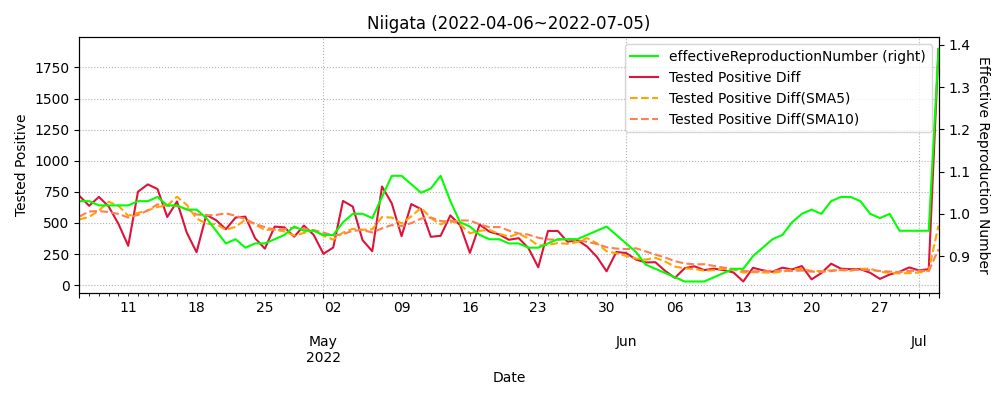 Niigata (2022-04-06~2022-07-05)
effectiveReproductionNumber (right)
Tested Positive Diff
Tested Positive Diff(SMA5)
Tested Positive Diff(SMA10)
Tested Positive
1750
1500
1250
1000
750
500
250
0
1.4
1.3
1.2
1.1
1.0
0.9
Effective Reproduction Number
11 18 25 02 09 16 23 30 06 13 20 27
May Jun Jul
2022
Date